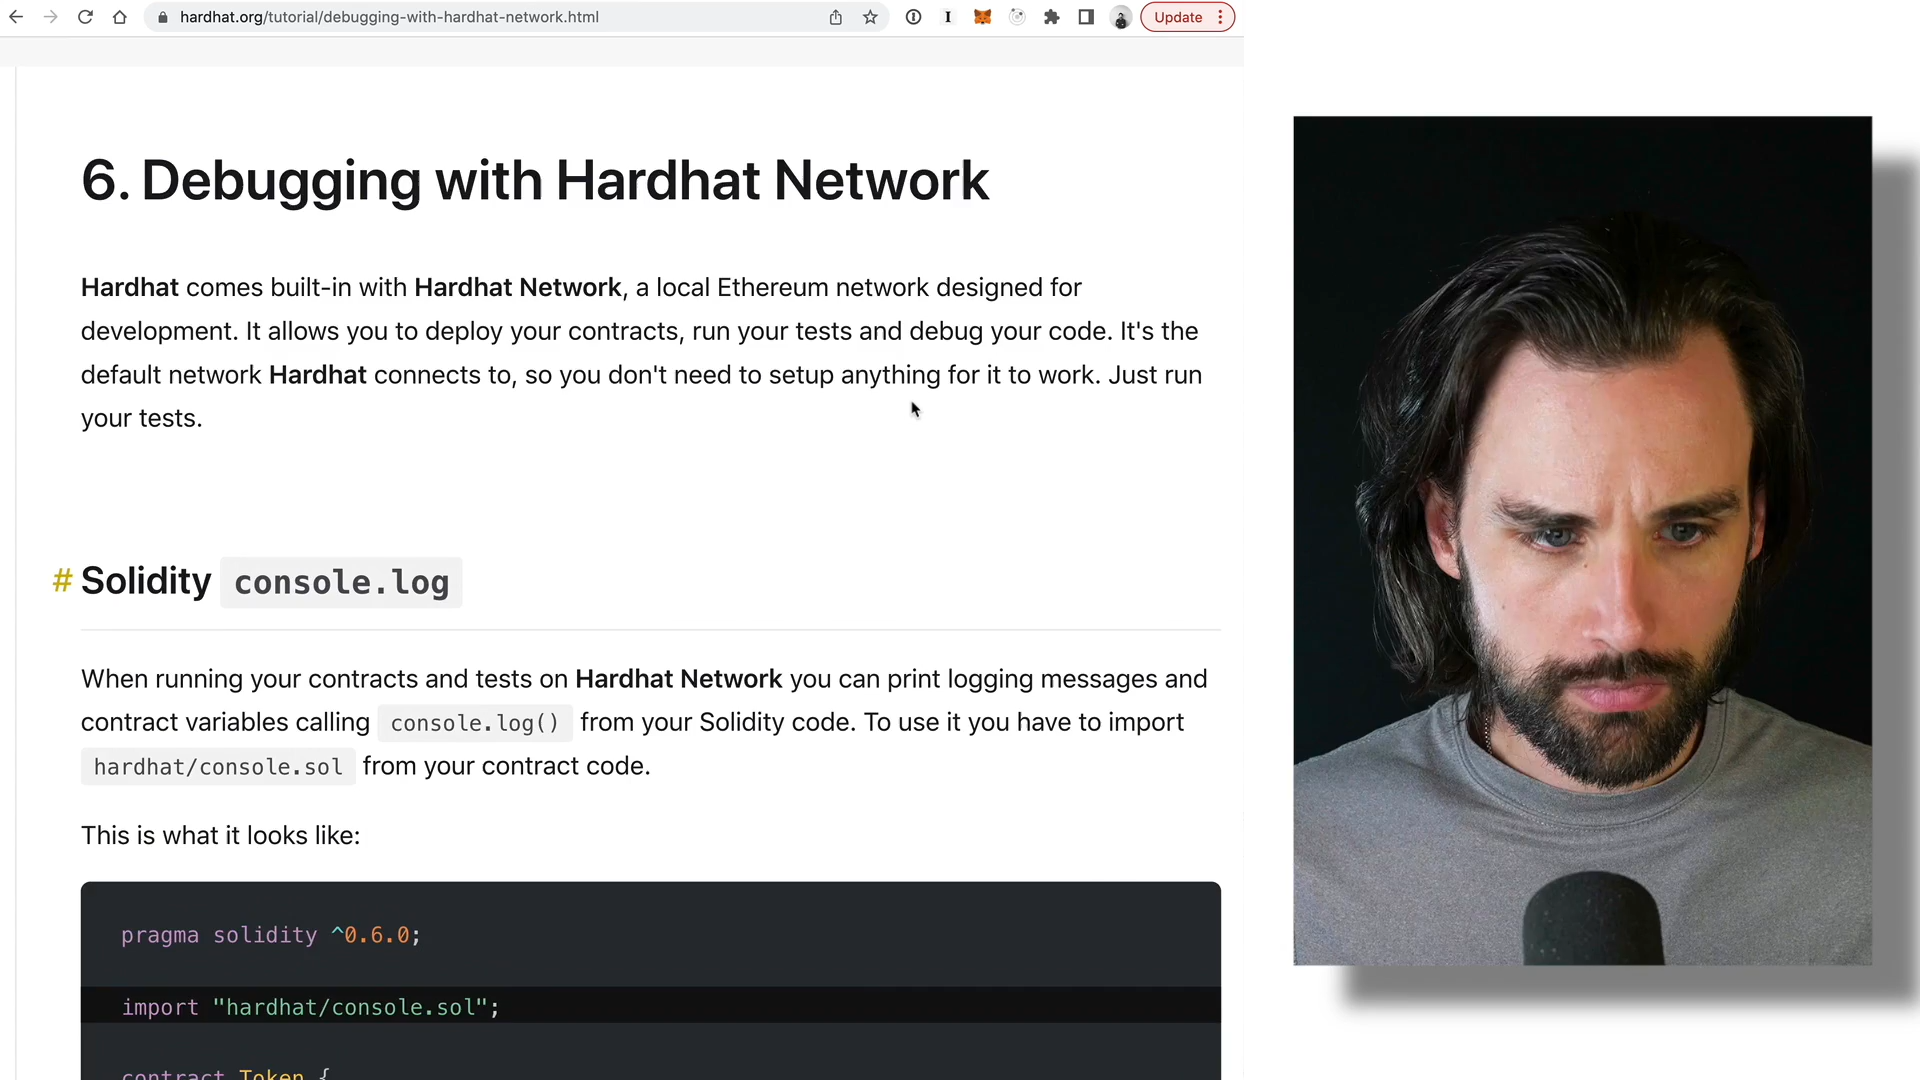 hardhat.org/tutorial/debugging-with-hardhat-network.html
Update
6. Debugging with Hardhat Network
Hardhat comes built-in with Hardhat Network, a local Ethereum network designed for
development. It allows you to deploy your contracts, run your tests and debug your code. It's the
default network Hardhat connects to, so you don't need to setup anything for it to work. Just run
your tests.
# Solidity console.log
When running your contracts and tests on Hardhat Network you can print logging messages and
contract variables calling console.log() from your Solidity code. To use it you have to import
hardhat/console.sol from your contract code.
This is what it looks like:
pragma solidity ^0.6.0;
import "hardhat/console.sol";
contract Token {